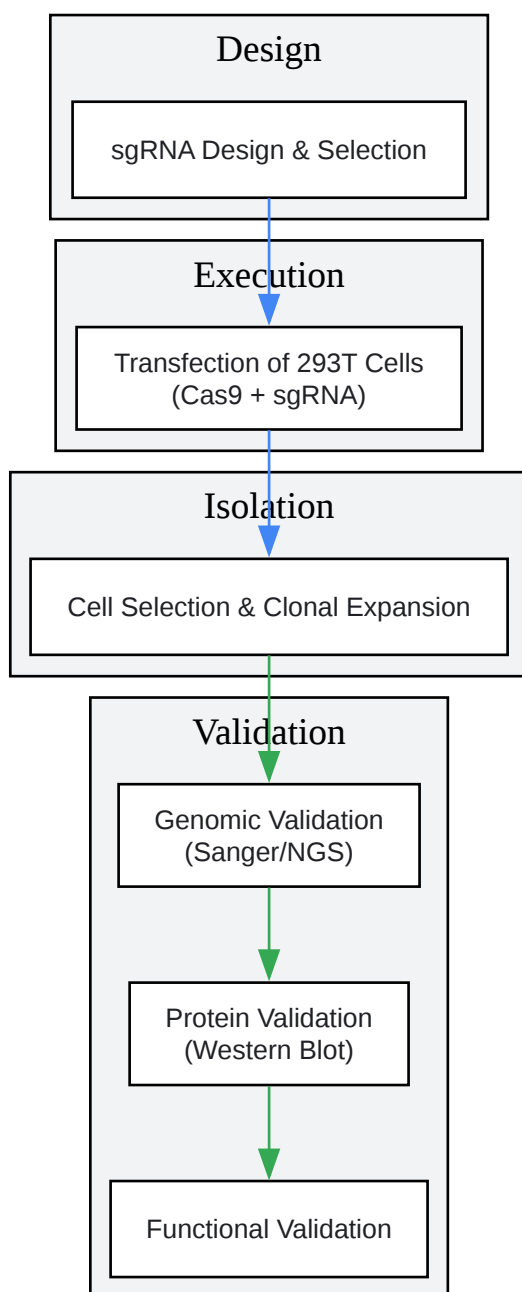 Design
sgRNA Design & Selection
Execution
Transfection of 293T Cells
(Cas9 + sgRNA)
Isolation
Cell Selection & Clonal Expansion
Validation
Genomic Validation
(Sanger/NGS)
Protein Validation
(Western Blot)
Functional Validation